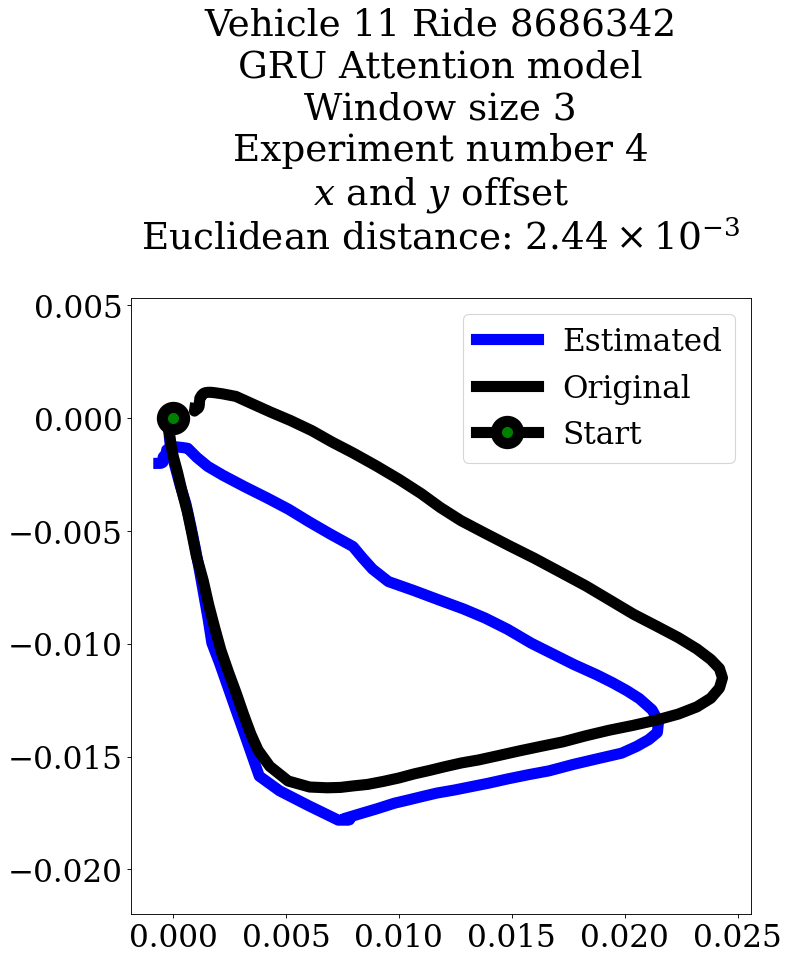 Vehicle 11 Ride 8686342
GRU Attention model
Window size 3
Experiment number 4
x and y offset
Euclidean distance: 2.44 × 10⁻³
0.005
0.000
−0.005
−0.010
−0.015
−0.020
Estimated
Original
Start
0.000 0.005 0.010 0.015 0.020 0.025